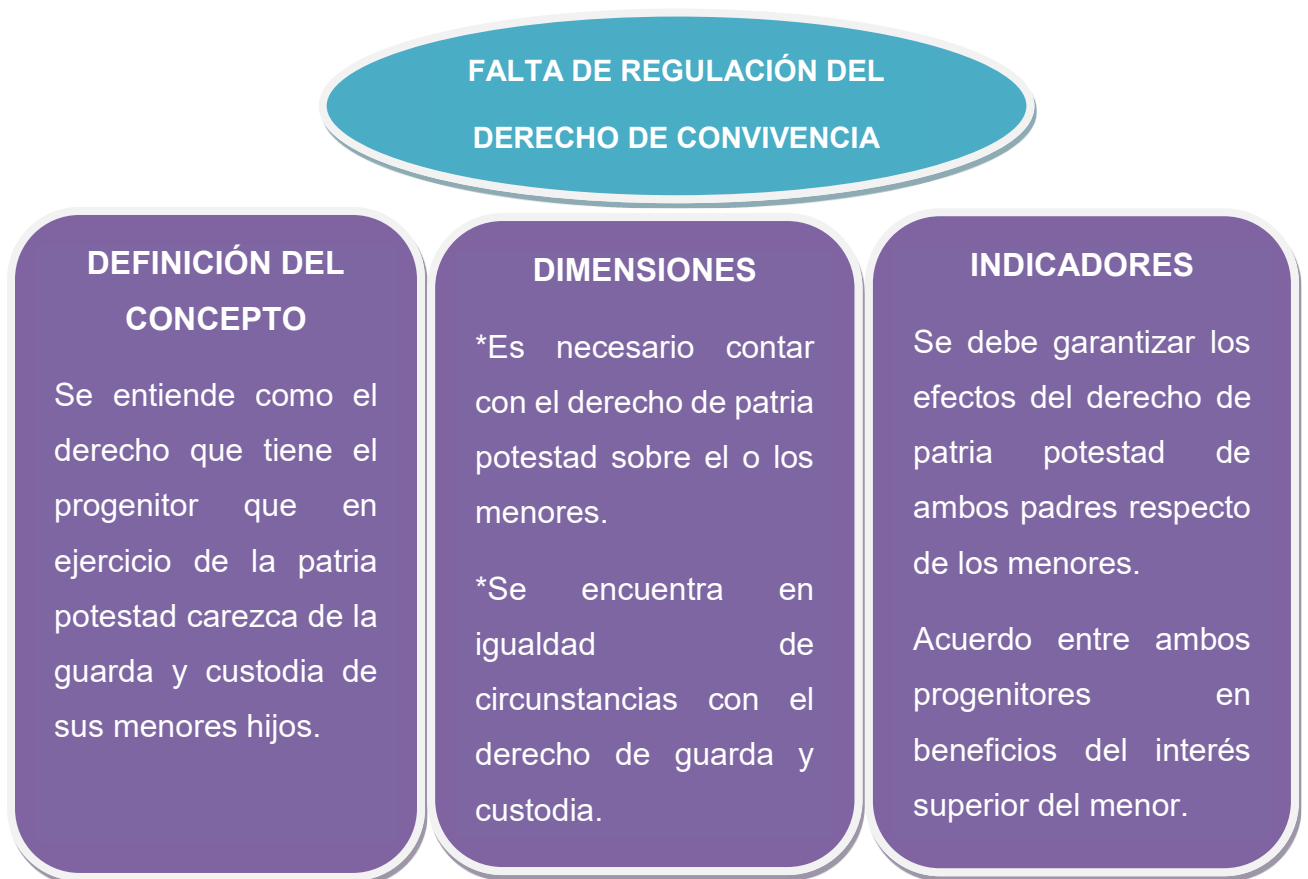 FALTA DE REGULACIÓN DEL
DERECHO DE CONVIVENCIA
DEFINICIÓN DEL
CONCEPTO
Se entiende como el
derecho que tiene el
progenitor que en
ejercicio de la patria
potestad carezca de la
guarda y custodia de
sus menores hijos.
DIMENSIONES
*Es necesario contar
con el derecho de patria
potestad sobre el o los
menores.
*Se encuentra en
igualdad de
circunstancias con el
derecho de guarda y
custodia.
INDICADORES
Se debe garantizar los
efectos del derecho de
patria potestad de
ambos padres respecto
de los menores.
Acuerdo entre ambos
progenitores en
beneficios del interés
superior del menor.